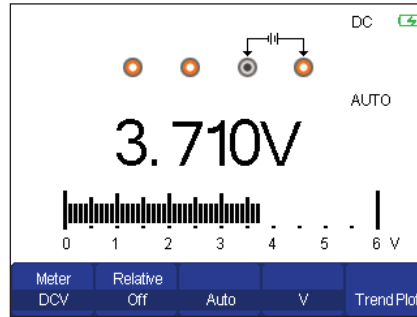 DC
AUTO
3.710V
0 1 2 3 4 5 6 V
Meter Relative
DCV Off Auto V Trend Plot